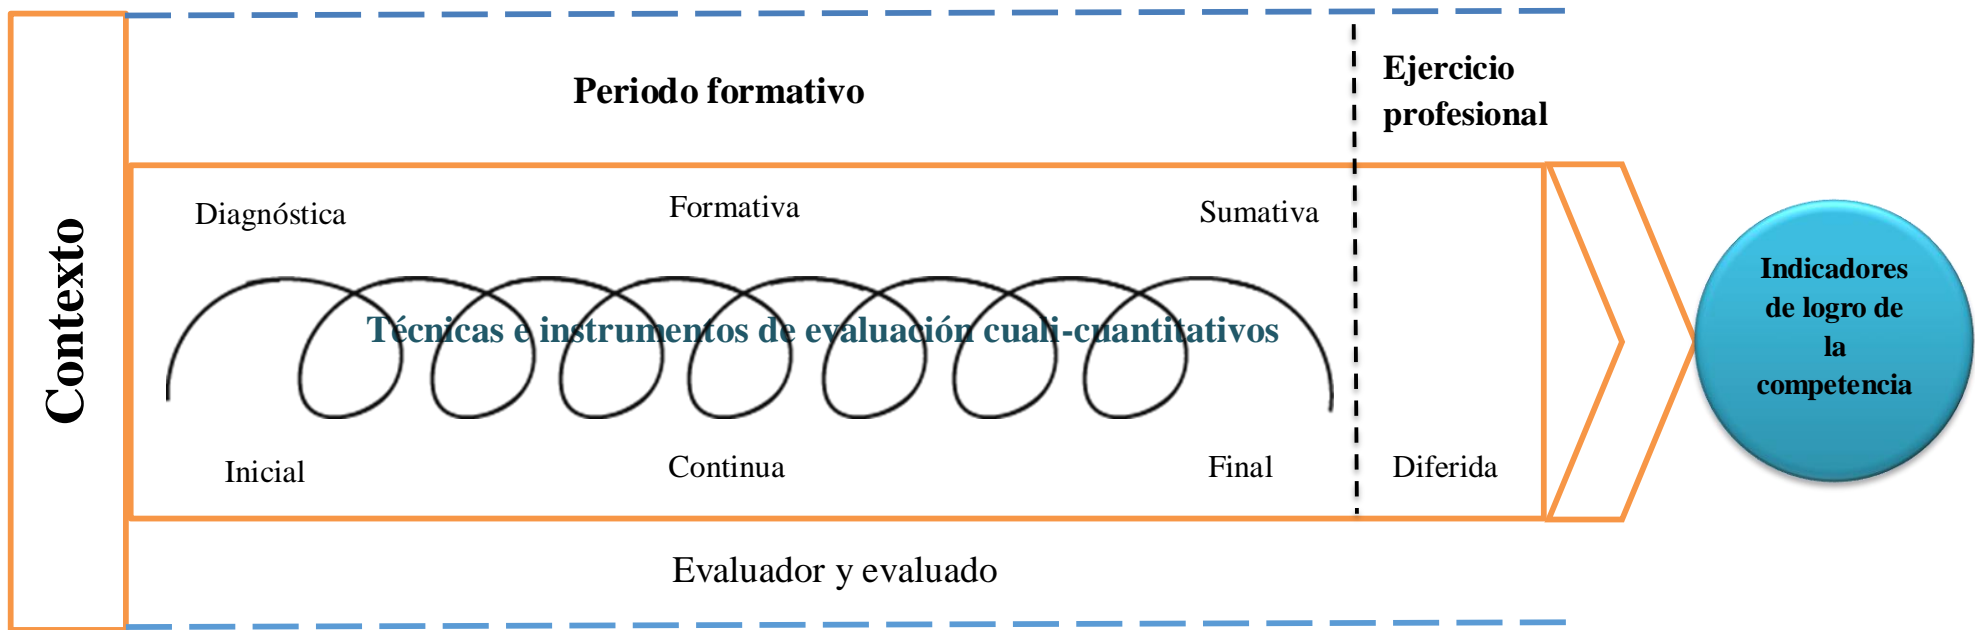 Contexto
Periodo formativo
Ejercicio
profesional
Diagnóstica
Formativa
Sumativa
Técnicas e instrumentos de evaluación cuali-cuantitativos
Inicial
Continua
Final
Diferida
Evaluador y evaluado
Indicadores
de logro de
la
competencia